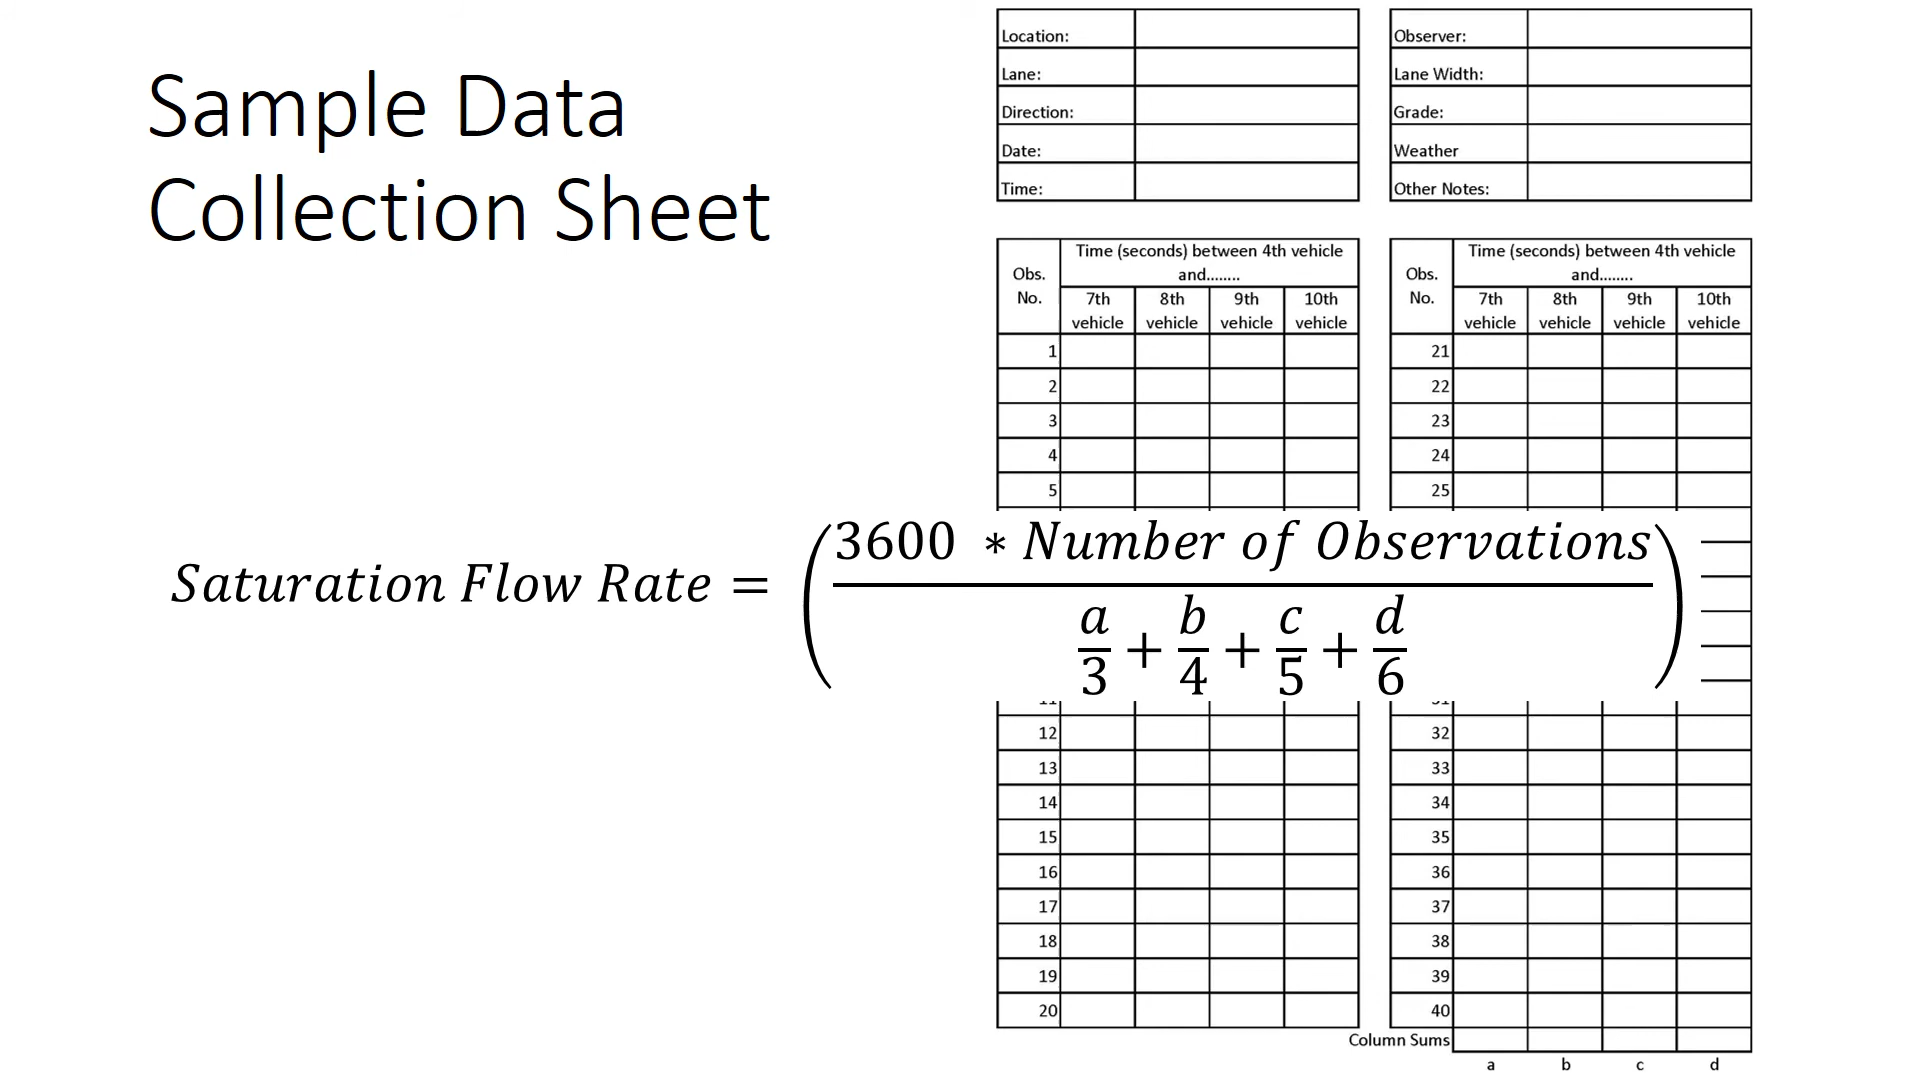 Sample Data
Collection Sheet
Location:
Lane:
Direction:
Date:
Time:
Observer:
Lane Width:
Grade:
Weather
Other Notes:
Obs.
No.
Time (seconds) between 4th vehicle
and........
7th
vehicle
8th
vehicle
9th
vehicle
10th
vehicle
1
2
3
4
5
Obs.
No.
Time (seconds) between 4th vehicle
and........
7th
vehicle
8th
vehicle
9th
vehicle
10th
vehicle
21
22
23
24
25
Saturation Flow Rate = (3600 * Number of Observations
a/3 + b/4 + c/5 + d/6)
12
13
14
15
16
17
18
19
20
32
33
34
35
36
37
38
39
40
Column Sums
a b c d